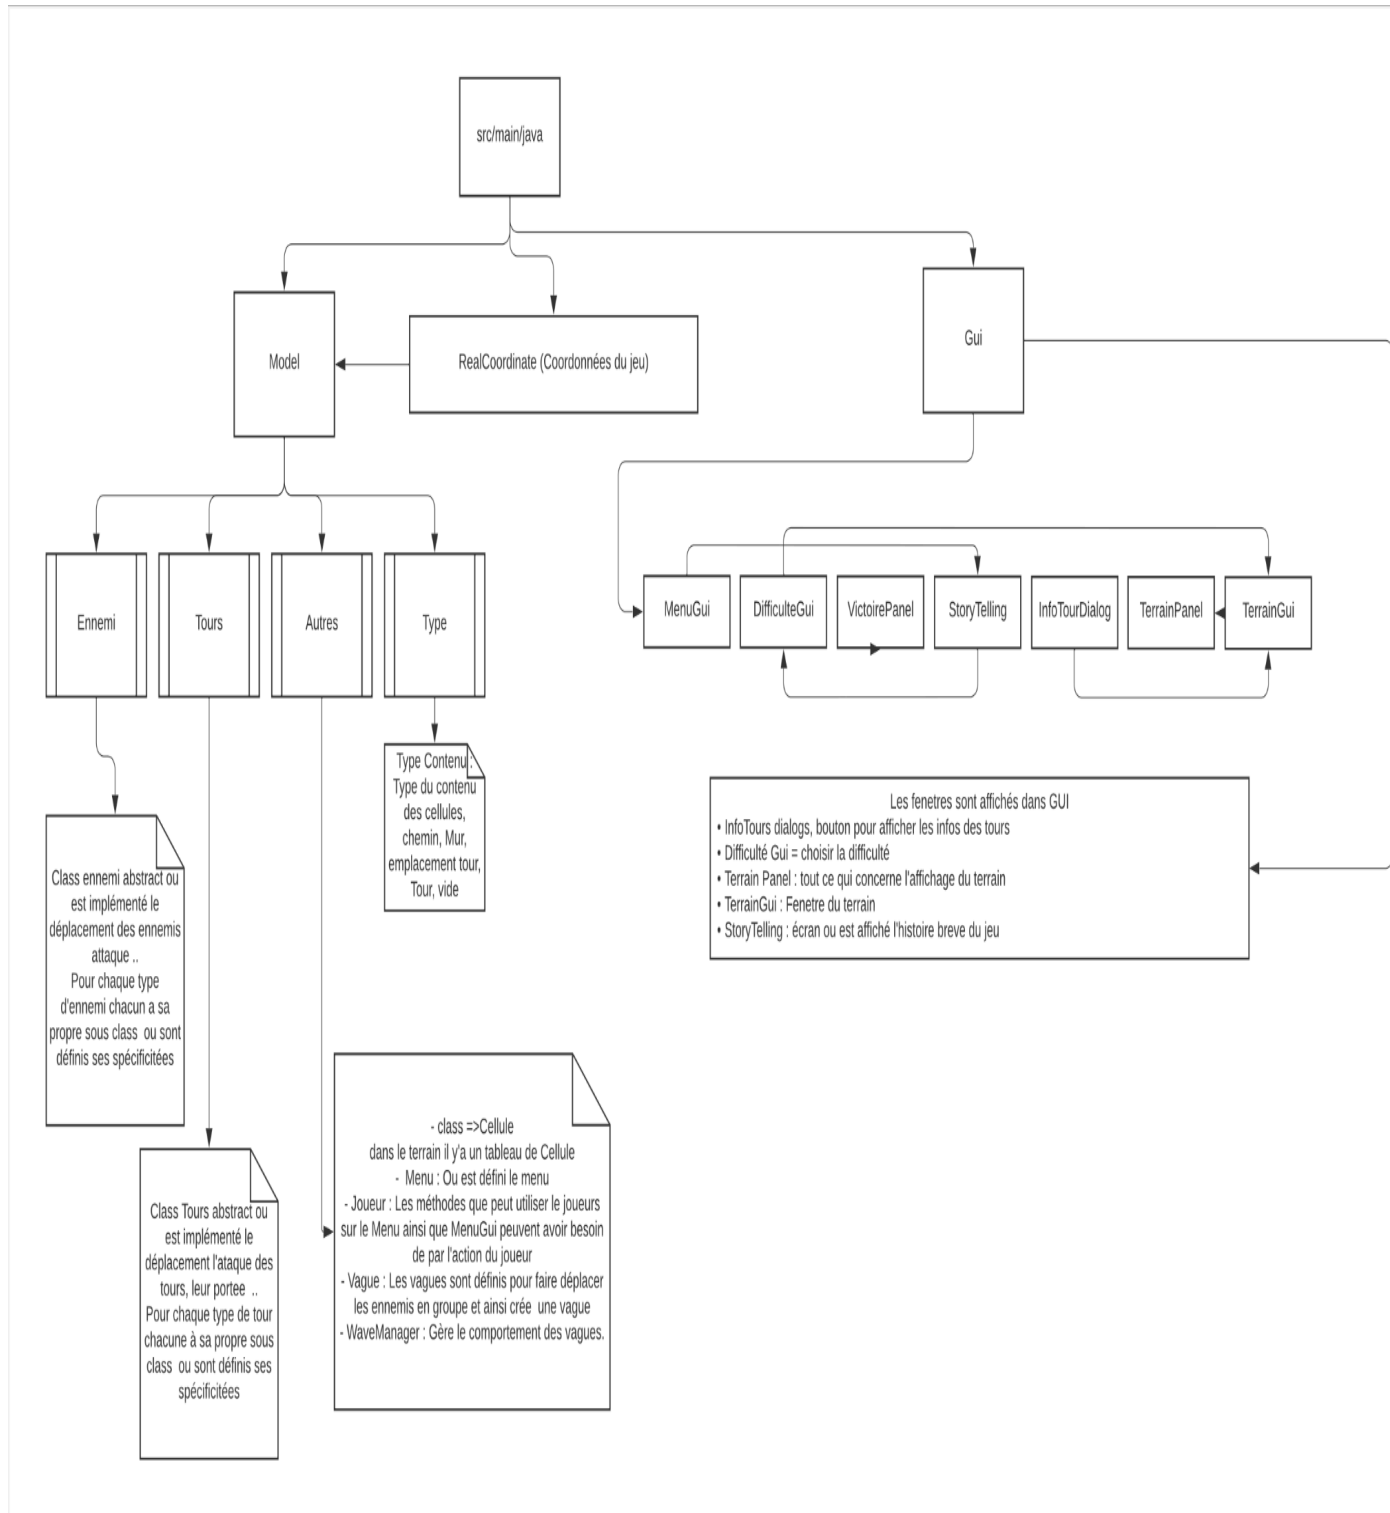 src/main/java
Model
RealCoordinate (Coordonnées du jeu)
Gui
Ennemi
Tours
Autres
Type
MenuGui
DifficulteGui
VictoirePanel
StoryTelling
InfoTourDialog
TerrainPanel
TerrainGui
Type Contenu :
Type du contenu
des cellules,
chemin, Mur,
emplacement tour,
Tour, vide
Les fenetres sont affichés dans GUI
• InfoTours dialogs, bouton pour afficher les infos des tours
• Difficulté Gui = choisir la difficulté
• Terrain Panel : tout ce qui concerne l'affichage du terrain
• TerrainGui : Fenetre du terrain
• StoryTelling : écran ou est affiché l'histoire breve du jeu
Class ennemi abstract ou
est implémenté le
déplacement des ennemis
attaque ..
Pour chaque type
d'ennemi chacun a sa
propre sous class ou sont
définis ses spécificitées
- class =>Cellule
dans le terrain il y'a un tableau de Cellule
- Menu : Ou est défini le menu
- Joueur : Les méthodes que peut utiliser le joueurs
sur le Menu ainsi que MenuGui peuvent avoir besoin
de par l'action du joueur
- Vague : Les vagues sont définis pour faire déplacer
les ennemis en groupe et ainsi crée une vague
- WaveManager : Gère le comportement des vagues.
Class Tours abstract ou
est implémenté le
déplacement l'ataque des
tours, leur portee ..
Pour chaque type de tour
chacune à sa propre sous
class ou sont définis ses
spécificitées